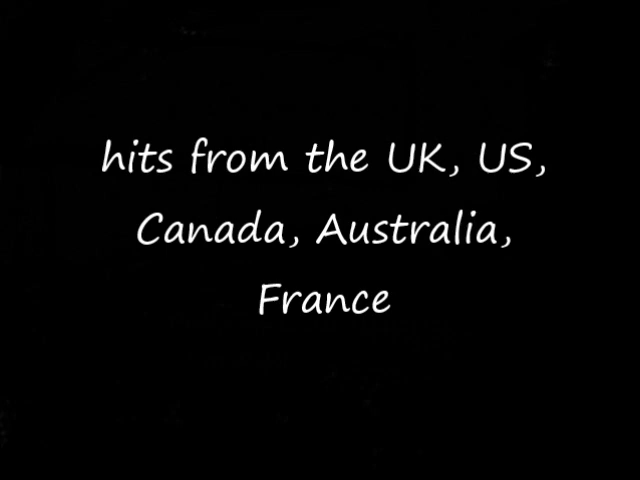 hits from the UK, US,
Canada, Australia,
France